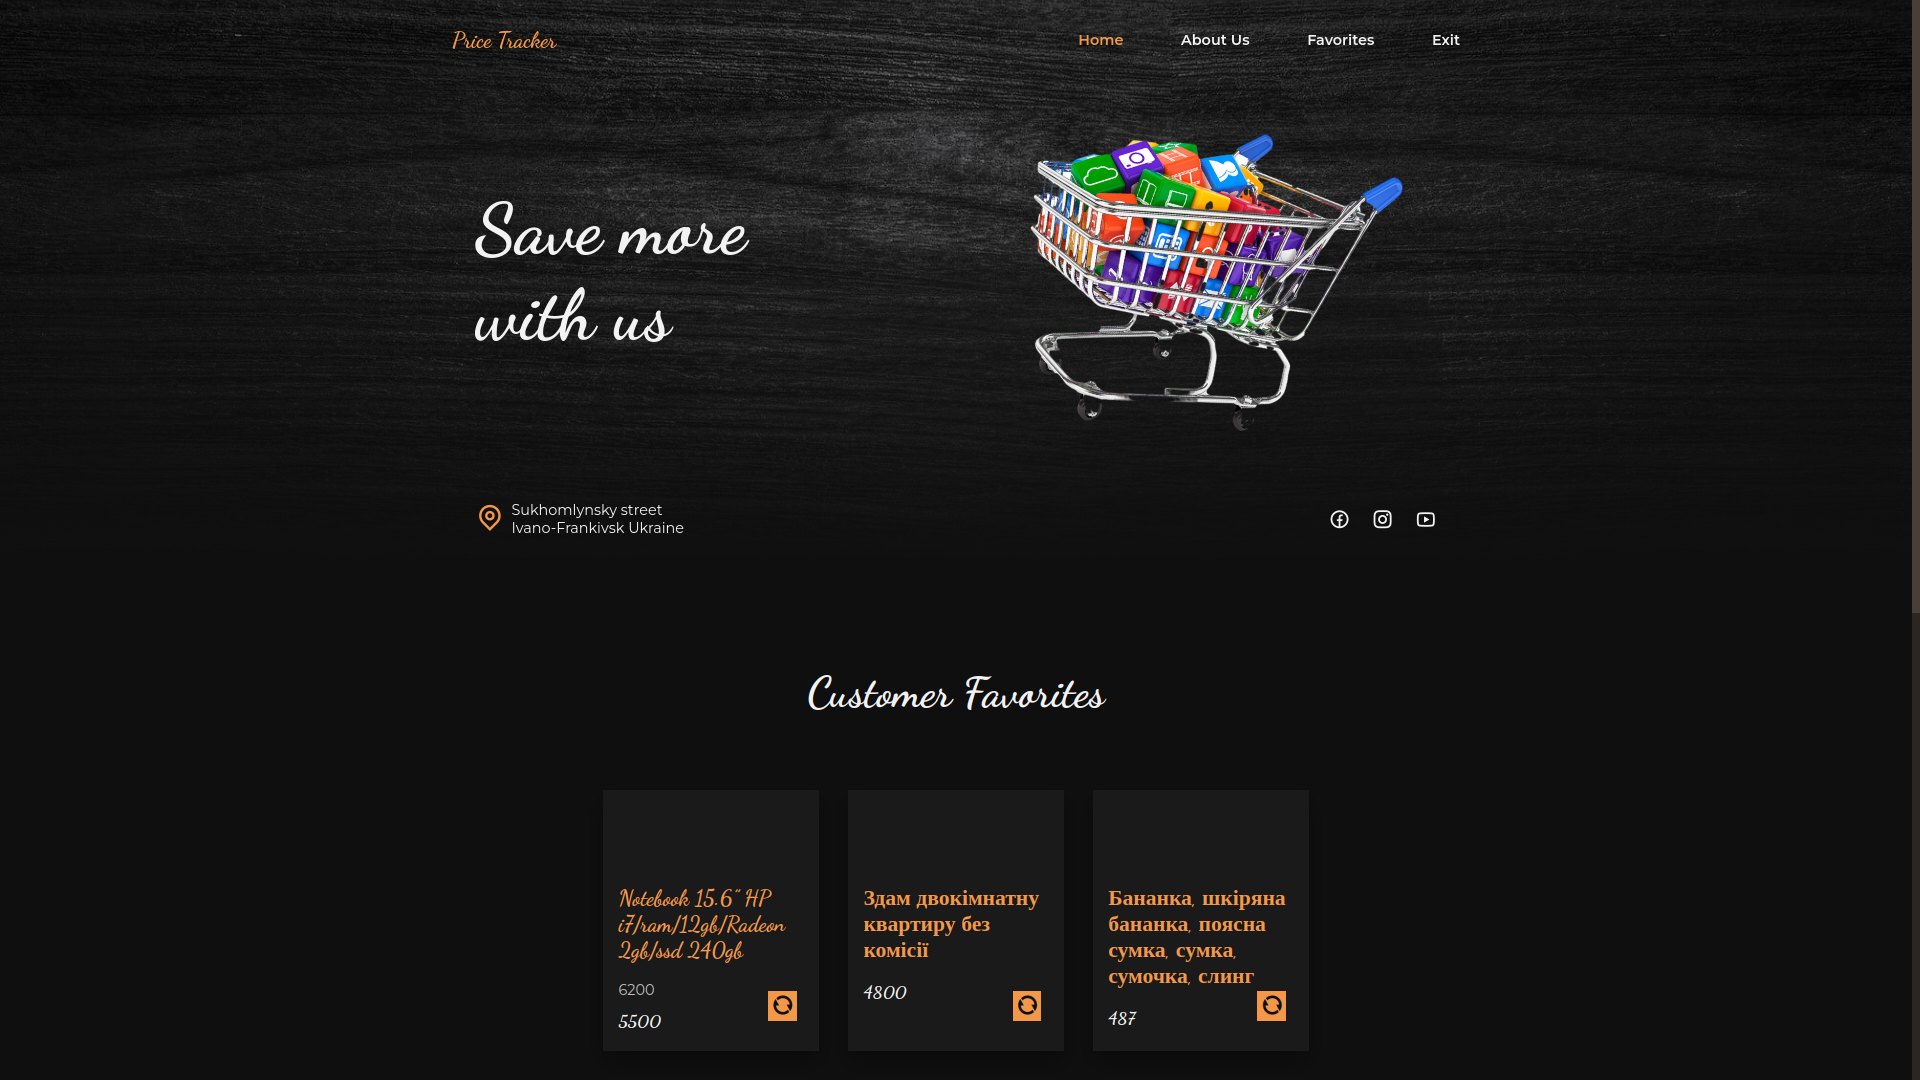 Price Tracker
Home
About Us
Favorites
Exit
Save more
with us
Sukhomlynsky street
Ivano-Frankivsk Ukraine
Customer Favorites
Notebook 15.6" HP
i7/ram/12gb/Radeon
2gb/ssd 240gb
6200
5500
Здам двокімнатну
квартиру без
комісії
4800
Бананка, шкіряна
бананка, поясна
сумка, сумка,
сумочка, слинг
487